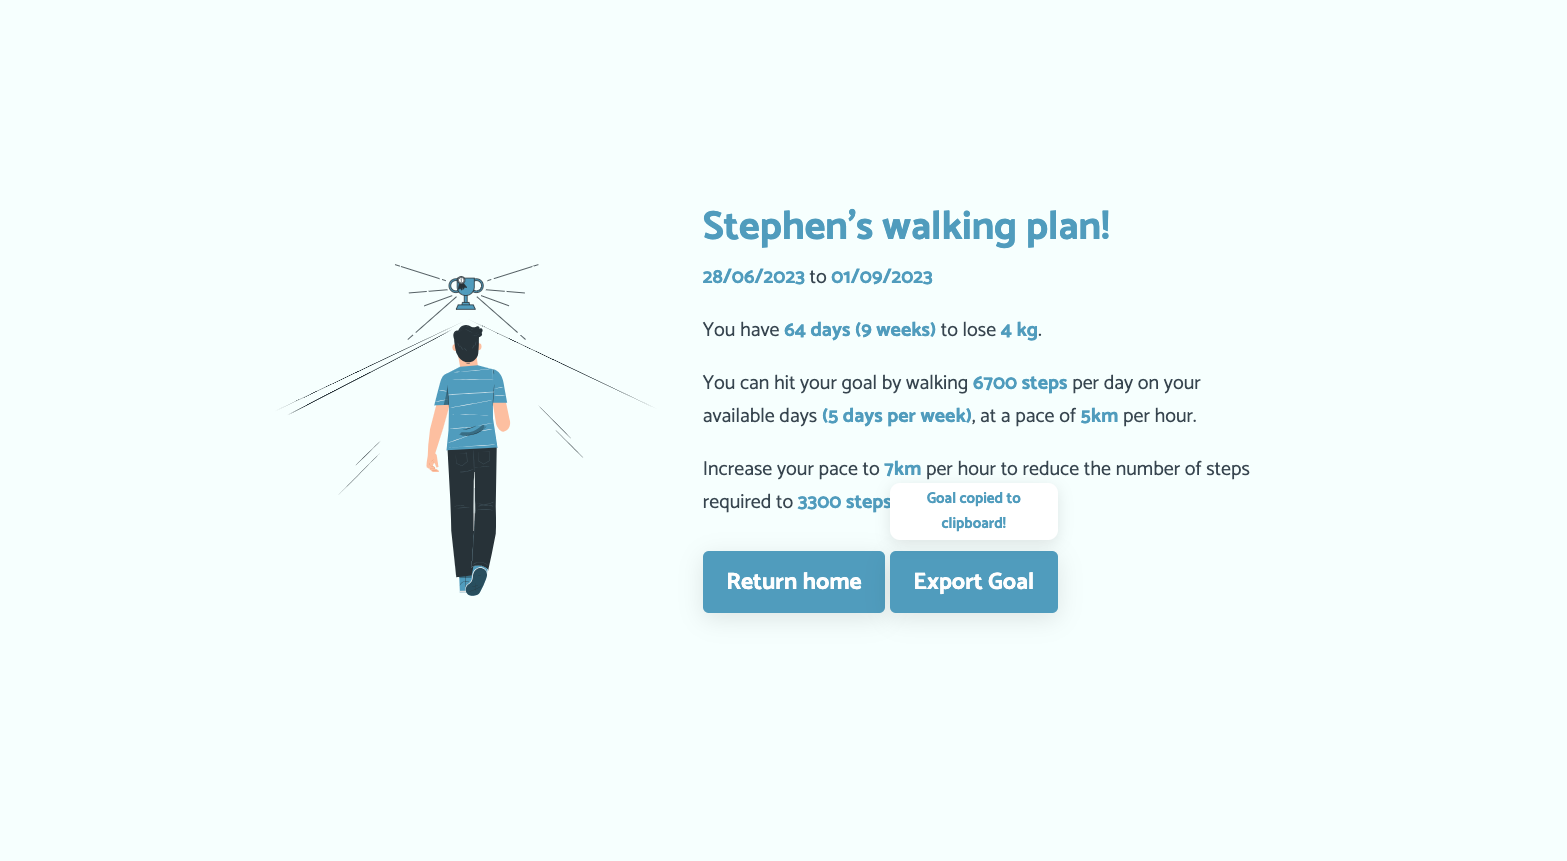 Stephen's walking plan!
28/06/2023 to 01/09/2023
You have 64 days (9 weeks) to lose 4 kg.
You can hit your goal by walking 6700 steps per day on your
available days (5 days per week), at a pace of 5km per hour.
Increase your pace to 7km per hour to reduce the number of steps
required to 3300 steps
Goal copied to
clipboard!
Return home
Export Goal